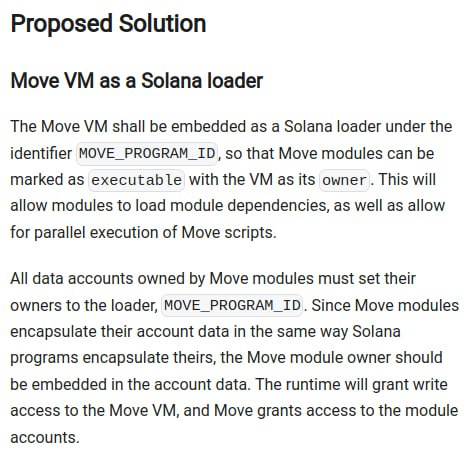 Proposed Solution
Move VM as a Solana loader
The Move VM shall be embedded as a Solana loader under the
identifier MOVE_PROGRAM_ID, so that Move modules can be
marked as executable with the VM as its owner. This will
allow modules to load module dependencies, as well as allow
for parallel execution of Move scripts.
All data accounts owned by Move modules must set their
owners to the loader, MOVE_PROGRAM_ID. Since Move modules
encapsulate their account data in the same way Solana
programs encapsulate theirs, the Move module owner should
be embedded in the account data. The runtime will grant write
access to the Move VM, and Move grants access to the module
accounts.